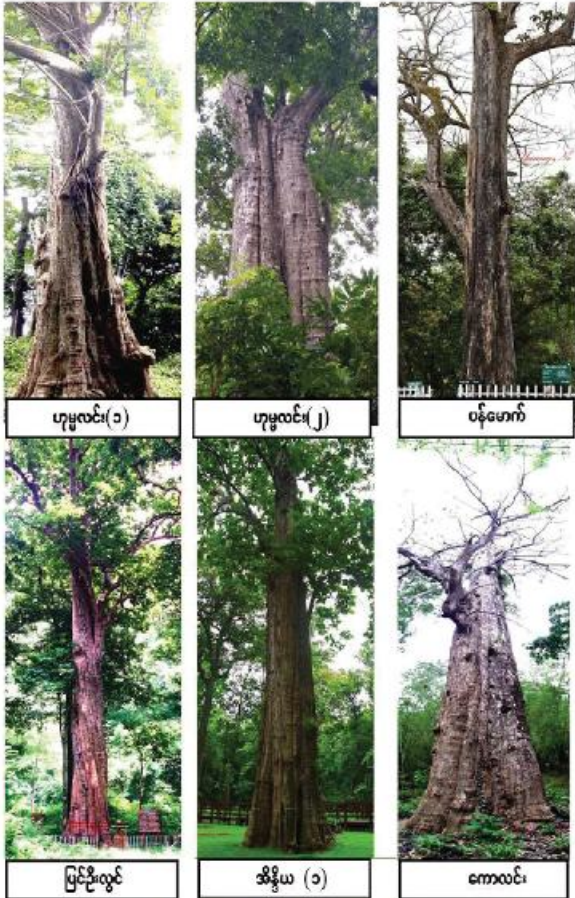 ဟုမ္မလင်း(၁)
ဟုမ္မလင်း(၂)
ပန်မောက်
ပြင်ဦးလွင်
အိန္ဒိယ (၁)
ကောလင်း